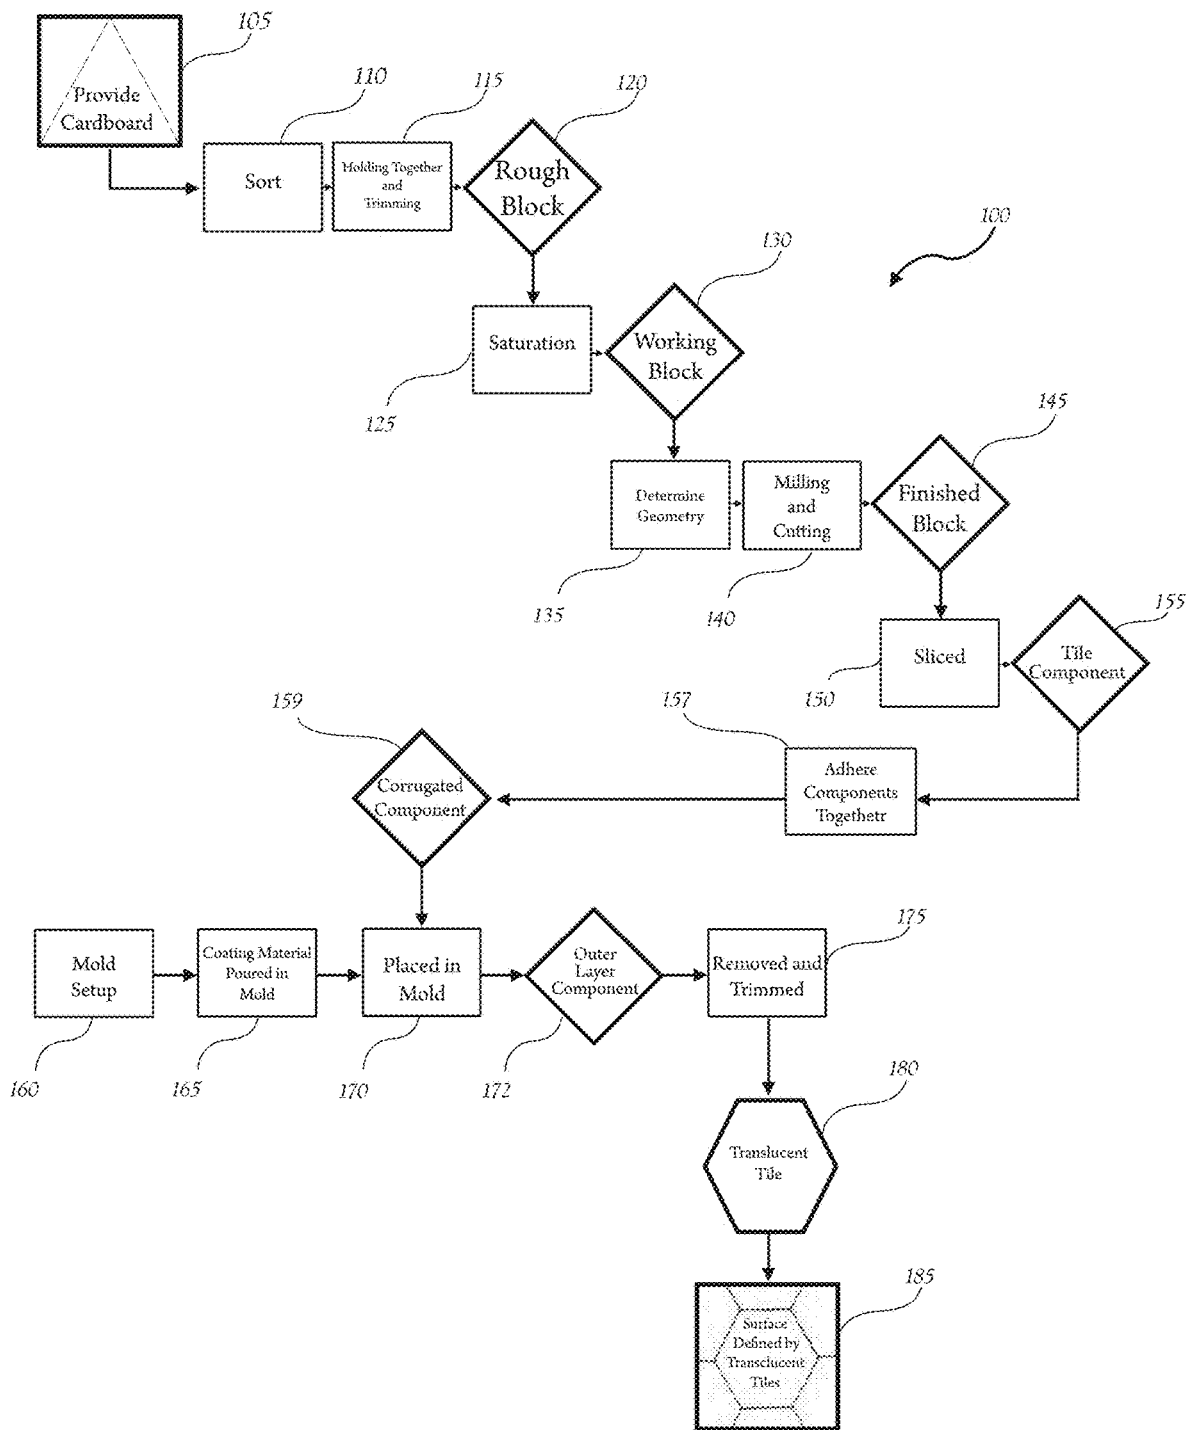 105
Provide
Cardboard
110
Sort
115
Molding Together
and
Trimming
120
Rough
Block
100
130
Saturation
125
Working
Block
145
Determine
Geometry
135
Milling
and
Cutting
140
Finished
Block
155
Sliced
150
Tile
Component
157
Adhere
Components
Togethetr
159
Corrugated
Component
Mold
Setup
160
Coating Material
Poured in
Mold
165
Placed in
Mold
170
Outer
Layer
Component
172
175
Removed and
Trimmed
180
Translucent
Tile
185
Surface
Defined by
Transclucent
Tiles